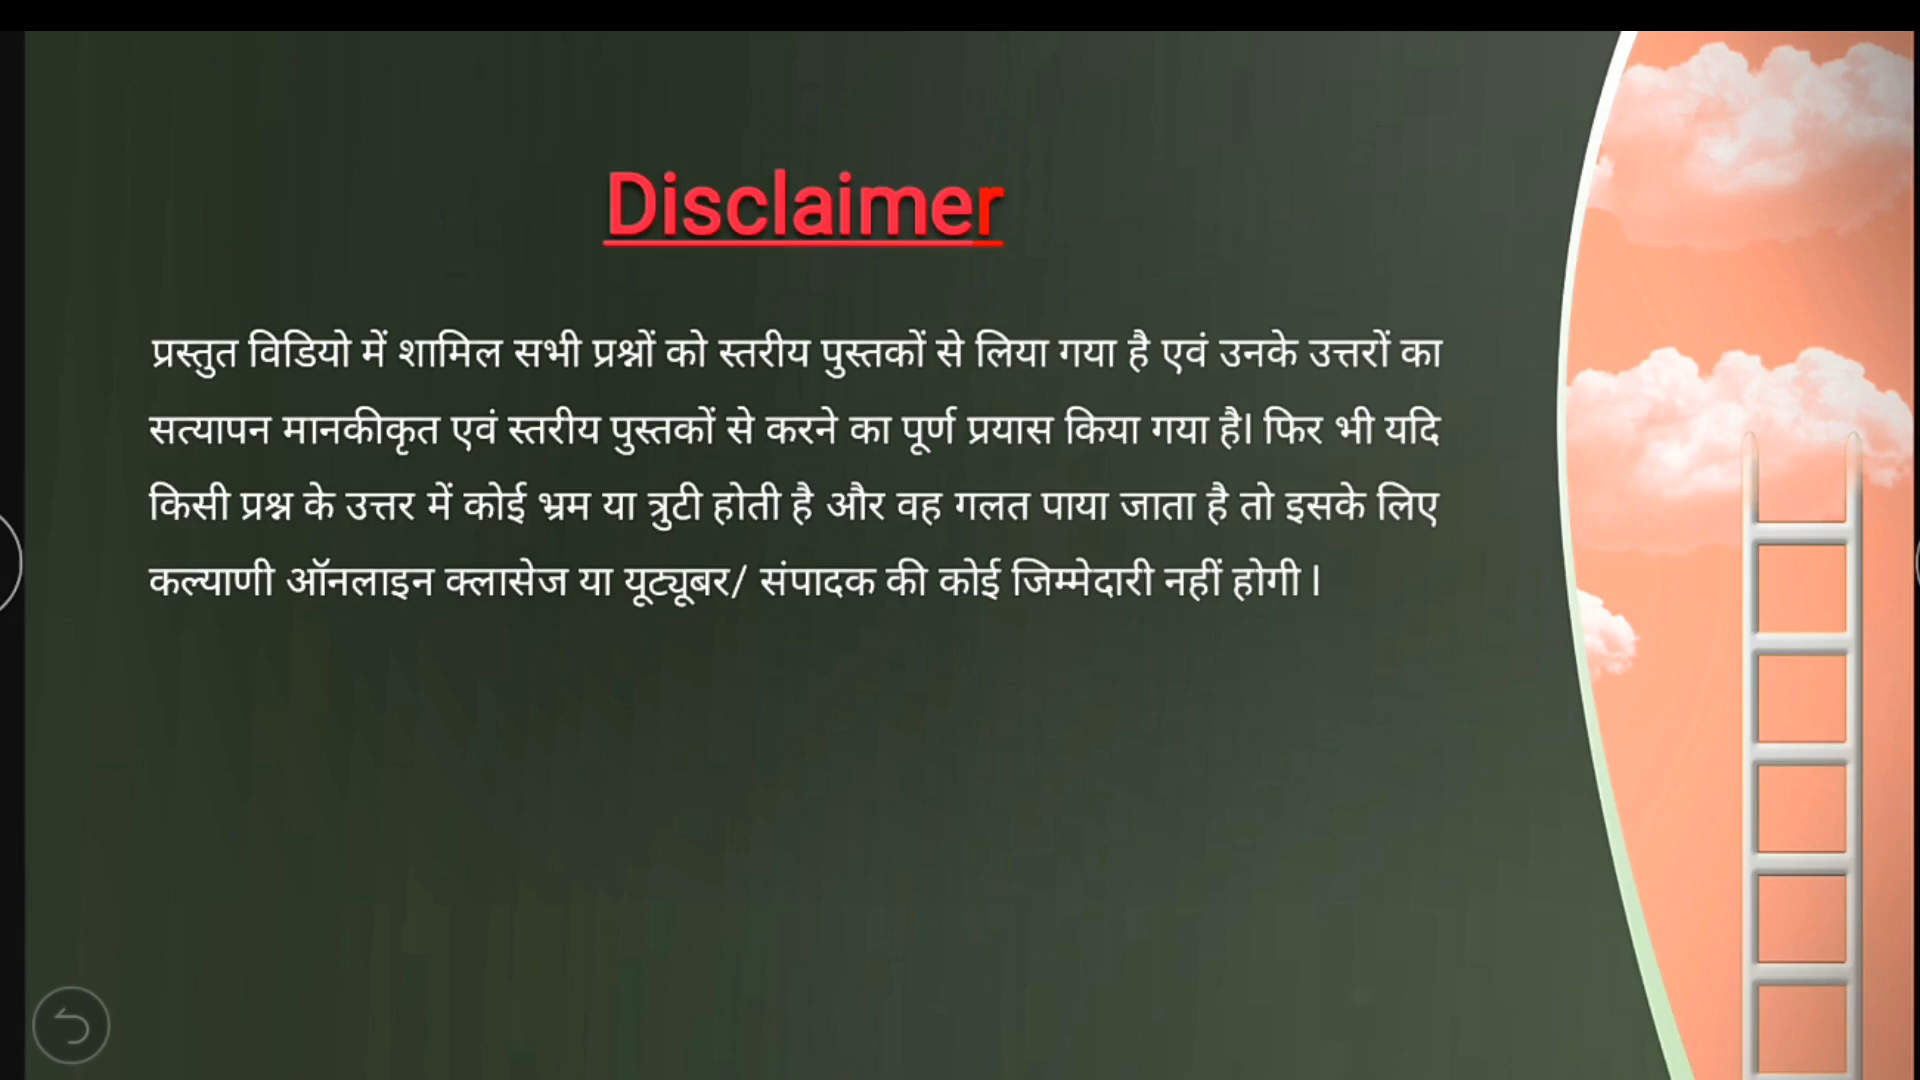 Disclaimer
प्रस्तुत विडियो में शामिल सभी प्रश्नों को स्तरीय पुस्तकों से लिया गया है एवं उनके उत्तरों का
सत्यापन मानकीकृत एवं स्तरीय पुस्तकों से करने का पूर्ण प्रयास किया गया है। फिर भी यदि
किसी प्रश्न के उत्तर में कोई भ्रम या त्रुटी होती है और वह गलत पाया जाता है तो इसके लिए
कल्याणी ऑनलाइन क्लासेज या यूट्यूबर/ संपादक की कोई जिम्मेदारी नहीं होगी ।